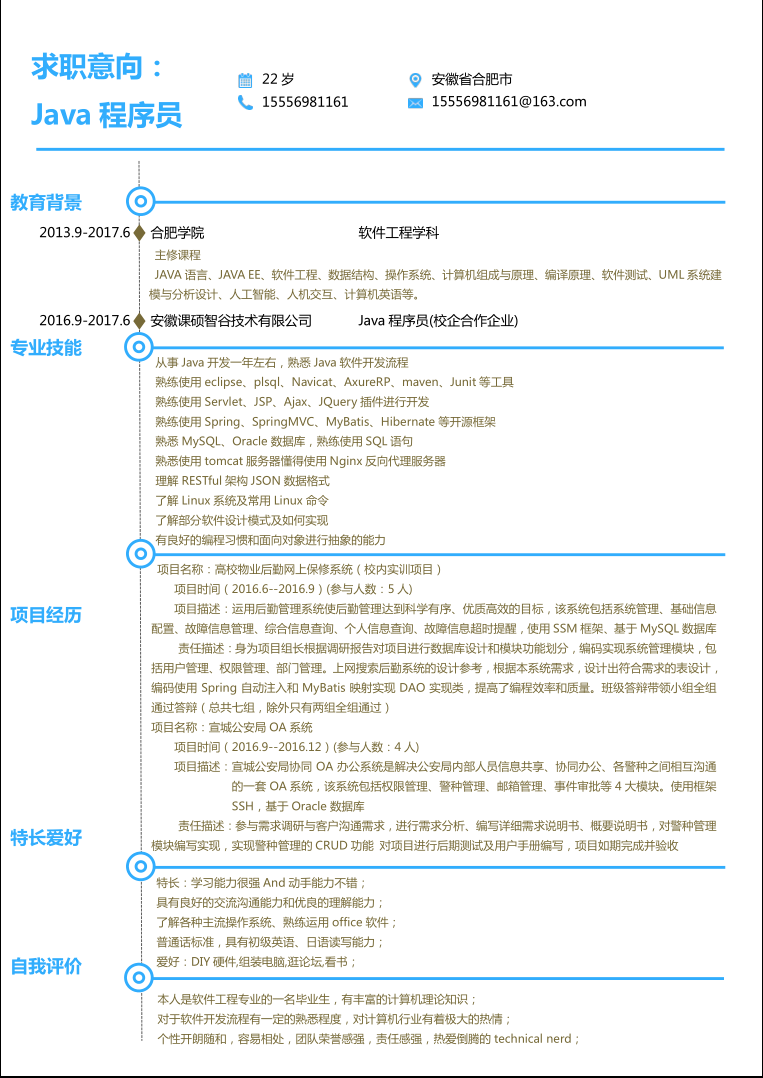 求职意向：
Java 程序员
22 岁
安徽省合肥市
15556981161
15556981161@163.com
教育背景
2013.9-2017.6 合肥学院 软件工程学科
主修课程
JAVA 语言、JAVA EE、软件工程、数据结构、操作系统、计算机组成与原理、编译原理、软件测试、UML 系统建
模与分析设计、人工智能、人机交互、计算机英语等。
2016.9-2017.6 安徽课硕智谷技术有限公司 Java 程序员(校企合作企业)
专业技能
从事 Java 开发一年左右，熟悉 Java 软件开发流程
熟练使用 eclipse、plsql、Navicat、AxureRP、maven、Junit 等工具
熟练使用 Servlet、JSP、Ajax、JQuery 插件进行开发
熟练使用 Spring、SpringMVC、MyBatis、Hibernate 等开源框架
熟悉 MySQL、Oracle 数据库，熟练使用 SQL 语句
熟悉使用 tomcat 服务器懂得使用 Nginx 反向代理服务器
理解 RESTful 架构 JSON 数据格式
了解 Linux 系统及常用 Linux 命令
了解部分软件设计模式及如何实现
有良好的编程习惯和面向对象进行抽象的能力
项目经历
项目名称：高校物业后勤网上保修系统（校内实训项目）
项目时间（2016.6--2016.9）(参与人数：5 人)
项目描述：运用后勤管理系统使后勤管理达到科学有序、优质高效的目标，该系统包括系统管理、基础信息
配置、故障信息管理、综合信息查询、个人信息查询、故障信息超时提醒，使用 SSM 框架、基于 MySQL 数据库
责任描述：身为项目组长根据调研报告对项目进行数据库设计和模块功能划分，编码实现系统管理模块，包
括用户管理、权限管理、部门管理。上网搜索后勤系统的设计参考，根据本系统需求，设计出符合需求的表设计，
编码使用 Spring 自动注入和 MyBatis 映射实现 DAO 实现类，提高了编程效率和质量。班级答辩带领小组全组
通过答辩（总共七组，除外只有两组全组通过）
项目名称：宣城公安局 OA 系统
项目时间（2016.9--2016.12）(参与人数：4 人)
项目描述：宣城公安局协同 OA 办公系统是解决公安局内部人员信息共享、协同办公、各警种之间相互沟通
的一套 OA 系统，该系统包括权限管理、警种管理、邮箱管理、事件审批等 4 大模块。使用框架
SSH，基于 Oracle 数据库
责任描述：参与需求调研与客户沟通需求，进行需求分析、编写详细需求说明书、概要说明书，对警种管理
模块编写实现，实现警种管理的 CRUD 功能 对项目进行后期测试及用户手册编写，项目如期完成并验收
特长爱好
特长：学习能力很强 And 动手能力不错；
具有良好的交流沟通能力和优良的理解能力；
了解各种主流操作系统、熟练运用 office 软件；
普通话标准，具有初级英语、日语读写能力；
爱好：DIY 硬件,组装电脑,逛论坛,看书；
自我评价
本人是软件工程专业的一名毕业生，有丰富的计算机理论知识；
对于软件开发流程有一定的熟悉程度，对计算机行业有着极大的热情；
个性开朗随和，容易相处，团队荣誉感强，责任感强，热爱倒腾的 technical nerd；